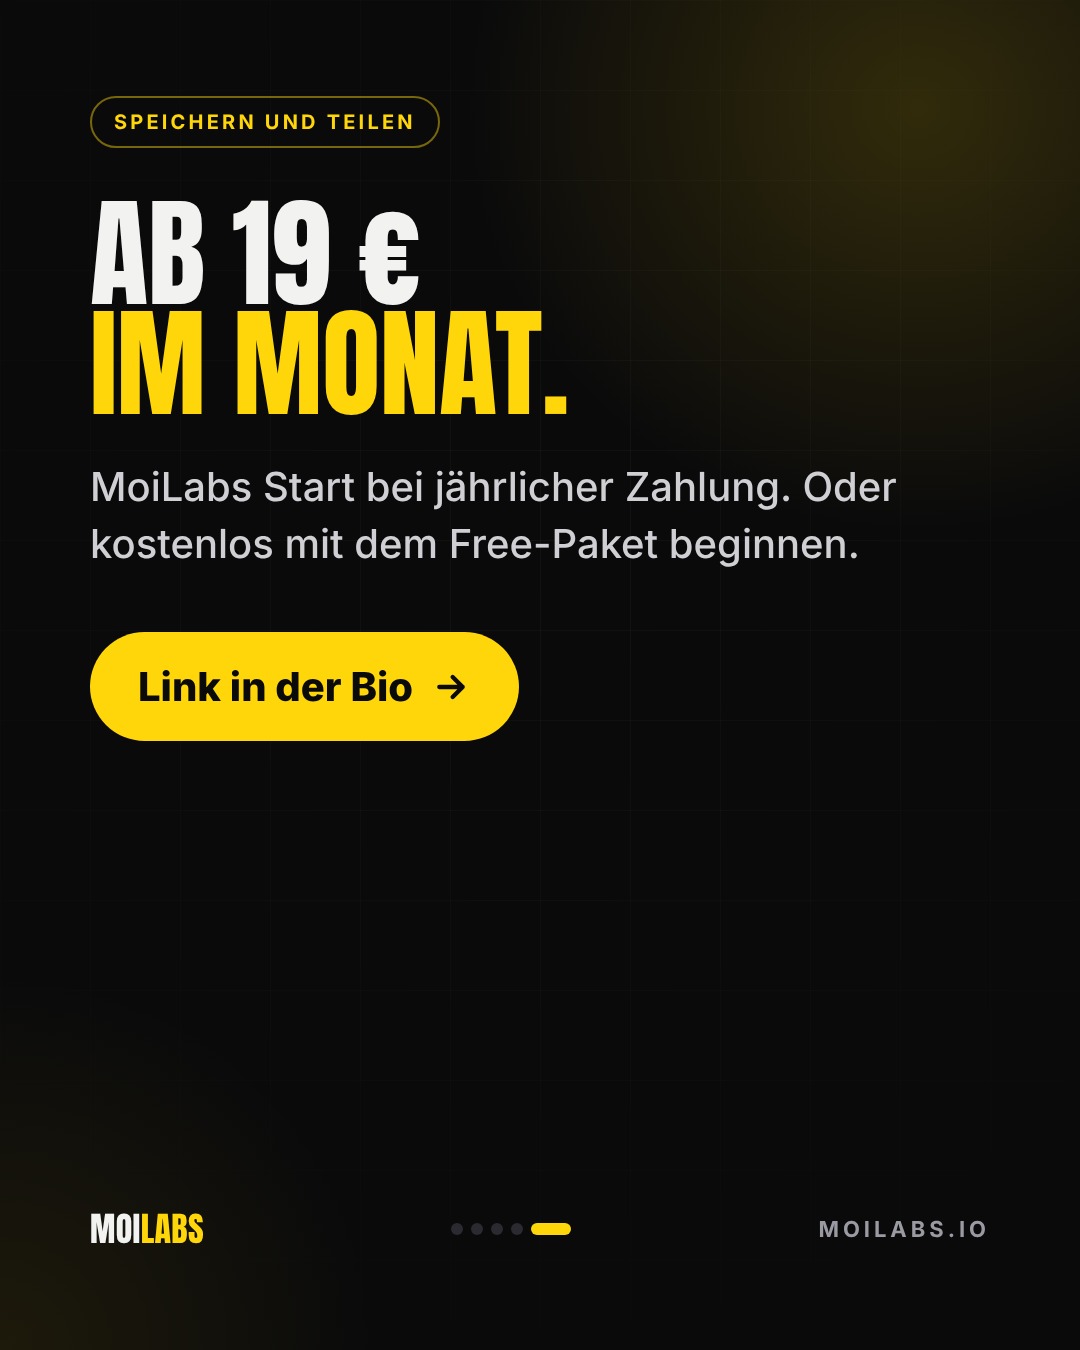 SPEICHERN UND TEILEN
AB 19 €
IM MONAT.
MoiLabs Start bei jährlicher Zahlung. Oder
kostenlos mit dem Free-Paket beginnen.
Link in der Bio →
MOILABS
MOILABS.IO